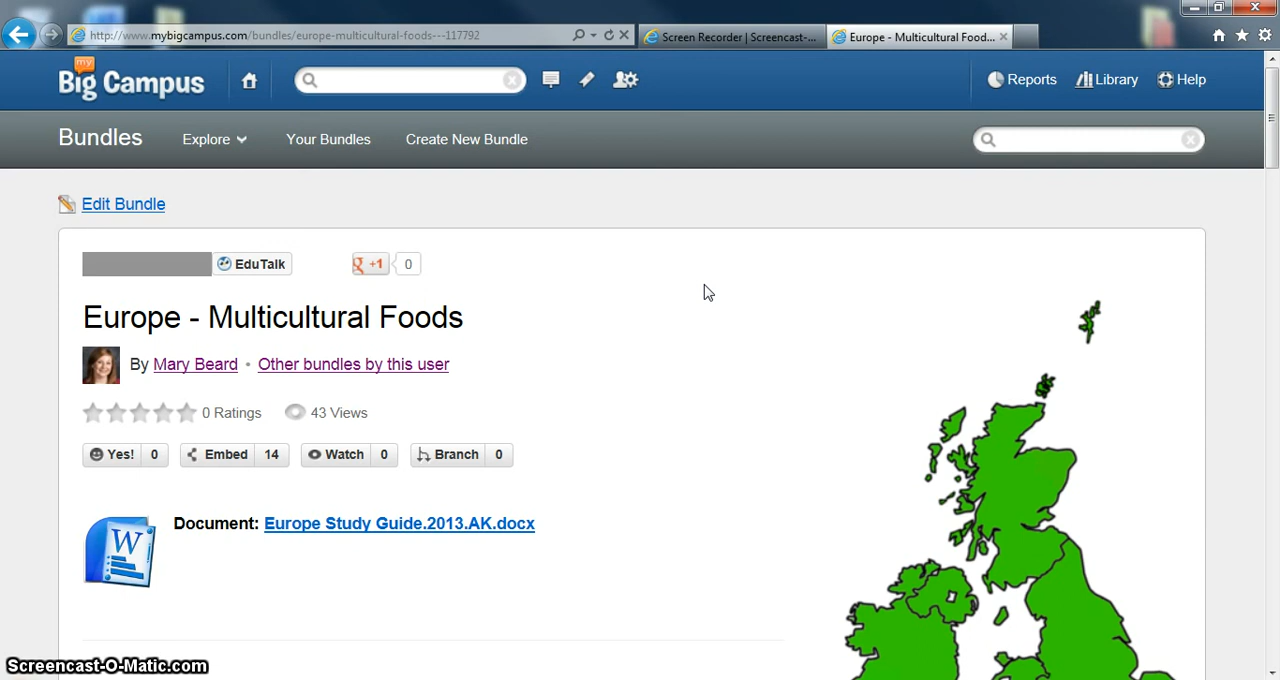 http://www.mybigcampus.com/bundles/europe-multicultural-foods---117792
Screen Recorder | Screencast-...
Europe - Multicultural Food...
my
Big Campus
Reports
Library
Help
Bundles
Explore
Your Bundles
Create New Bundle
Edit Bundle
EduTalk
g +1
0
Europe - Multicultural Foods
By Mary Beard • Other bundles by this user
0 Ratings
43 Views
Yes! 0
Embed 14
Watch 0
Branch 0
W
Document: Europe Study Guide.2013.AK.docx
Screencast-O-Matic.com